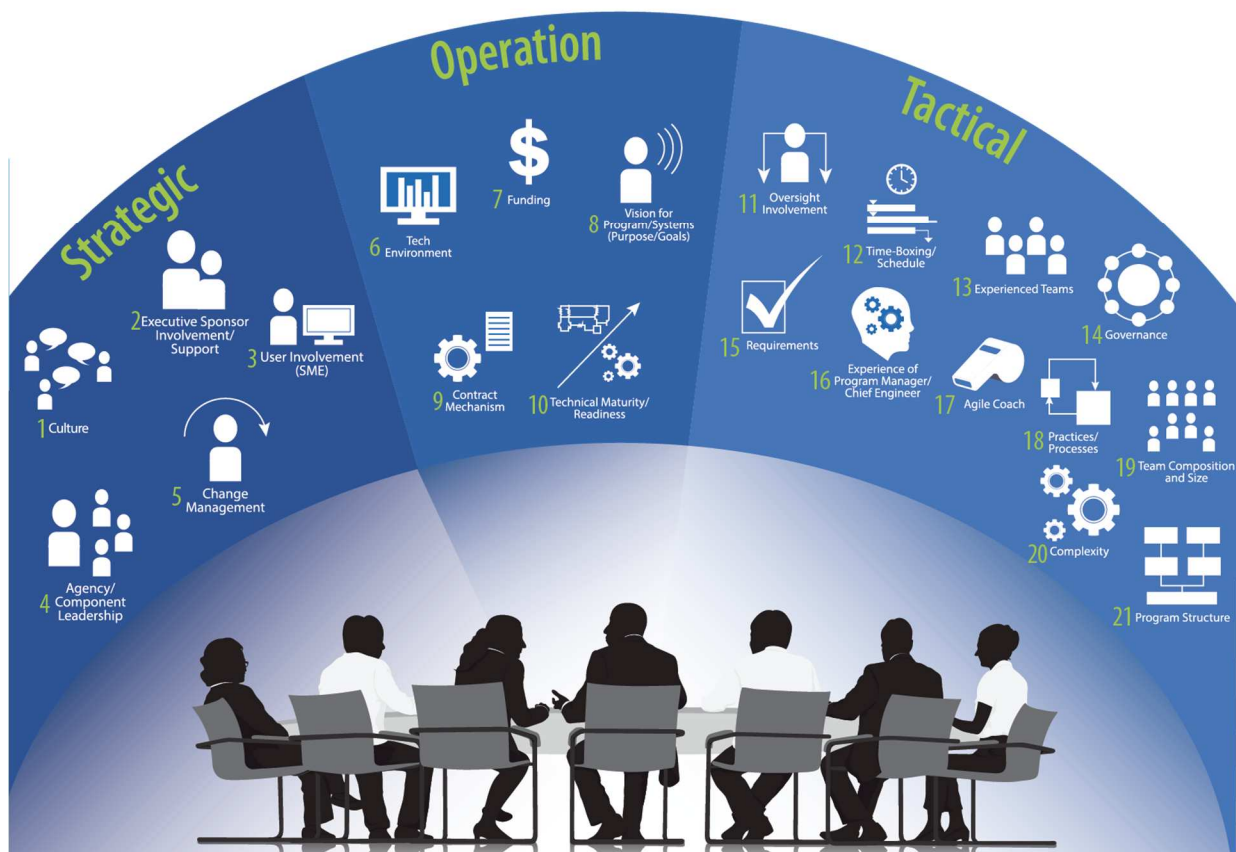 Strategic
Operation
Tactical
1 Culture
2 Executive Sponsor
Involvement/
Support
3 User Involvement
(SME)
4 Agency/
Component
Leadership
5 Change
Management
6 Tech
Environment
7 Funding
8 Vision for
Program/Systems
(Purpose/Goals)
9 Contract
Mechanism
10 Technical Maturity/
Readiness
11 Oversight
Involvement
12 Time-Boxing/
Schedule
13 Experienced Teams
14 Governance
15 Requirements
16 Experience of
Program Manager/
Chief Engineer
17 Agile Coach
18 Practices/
Processes
19 Team Composition
and Size
20 Complexity
21 Program Structure